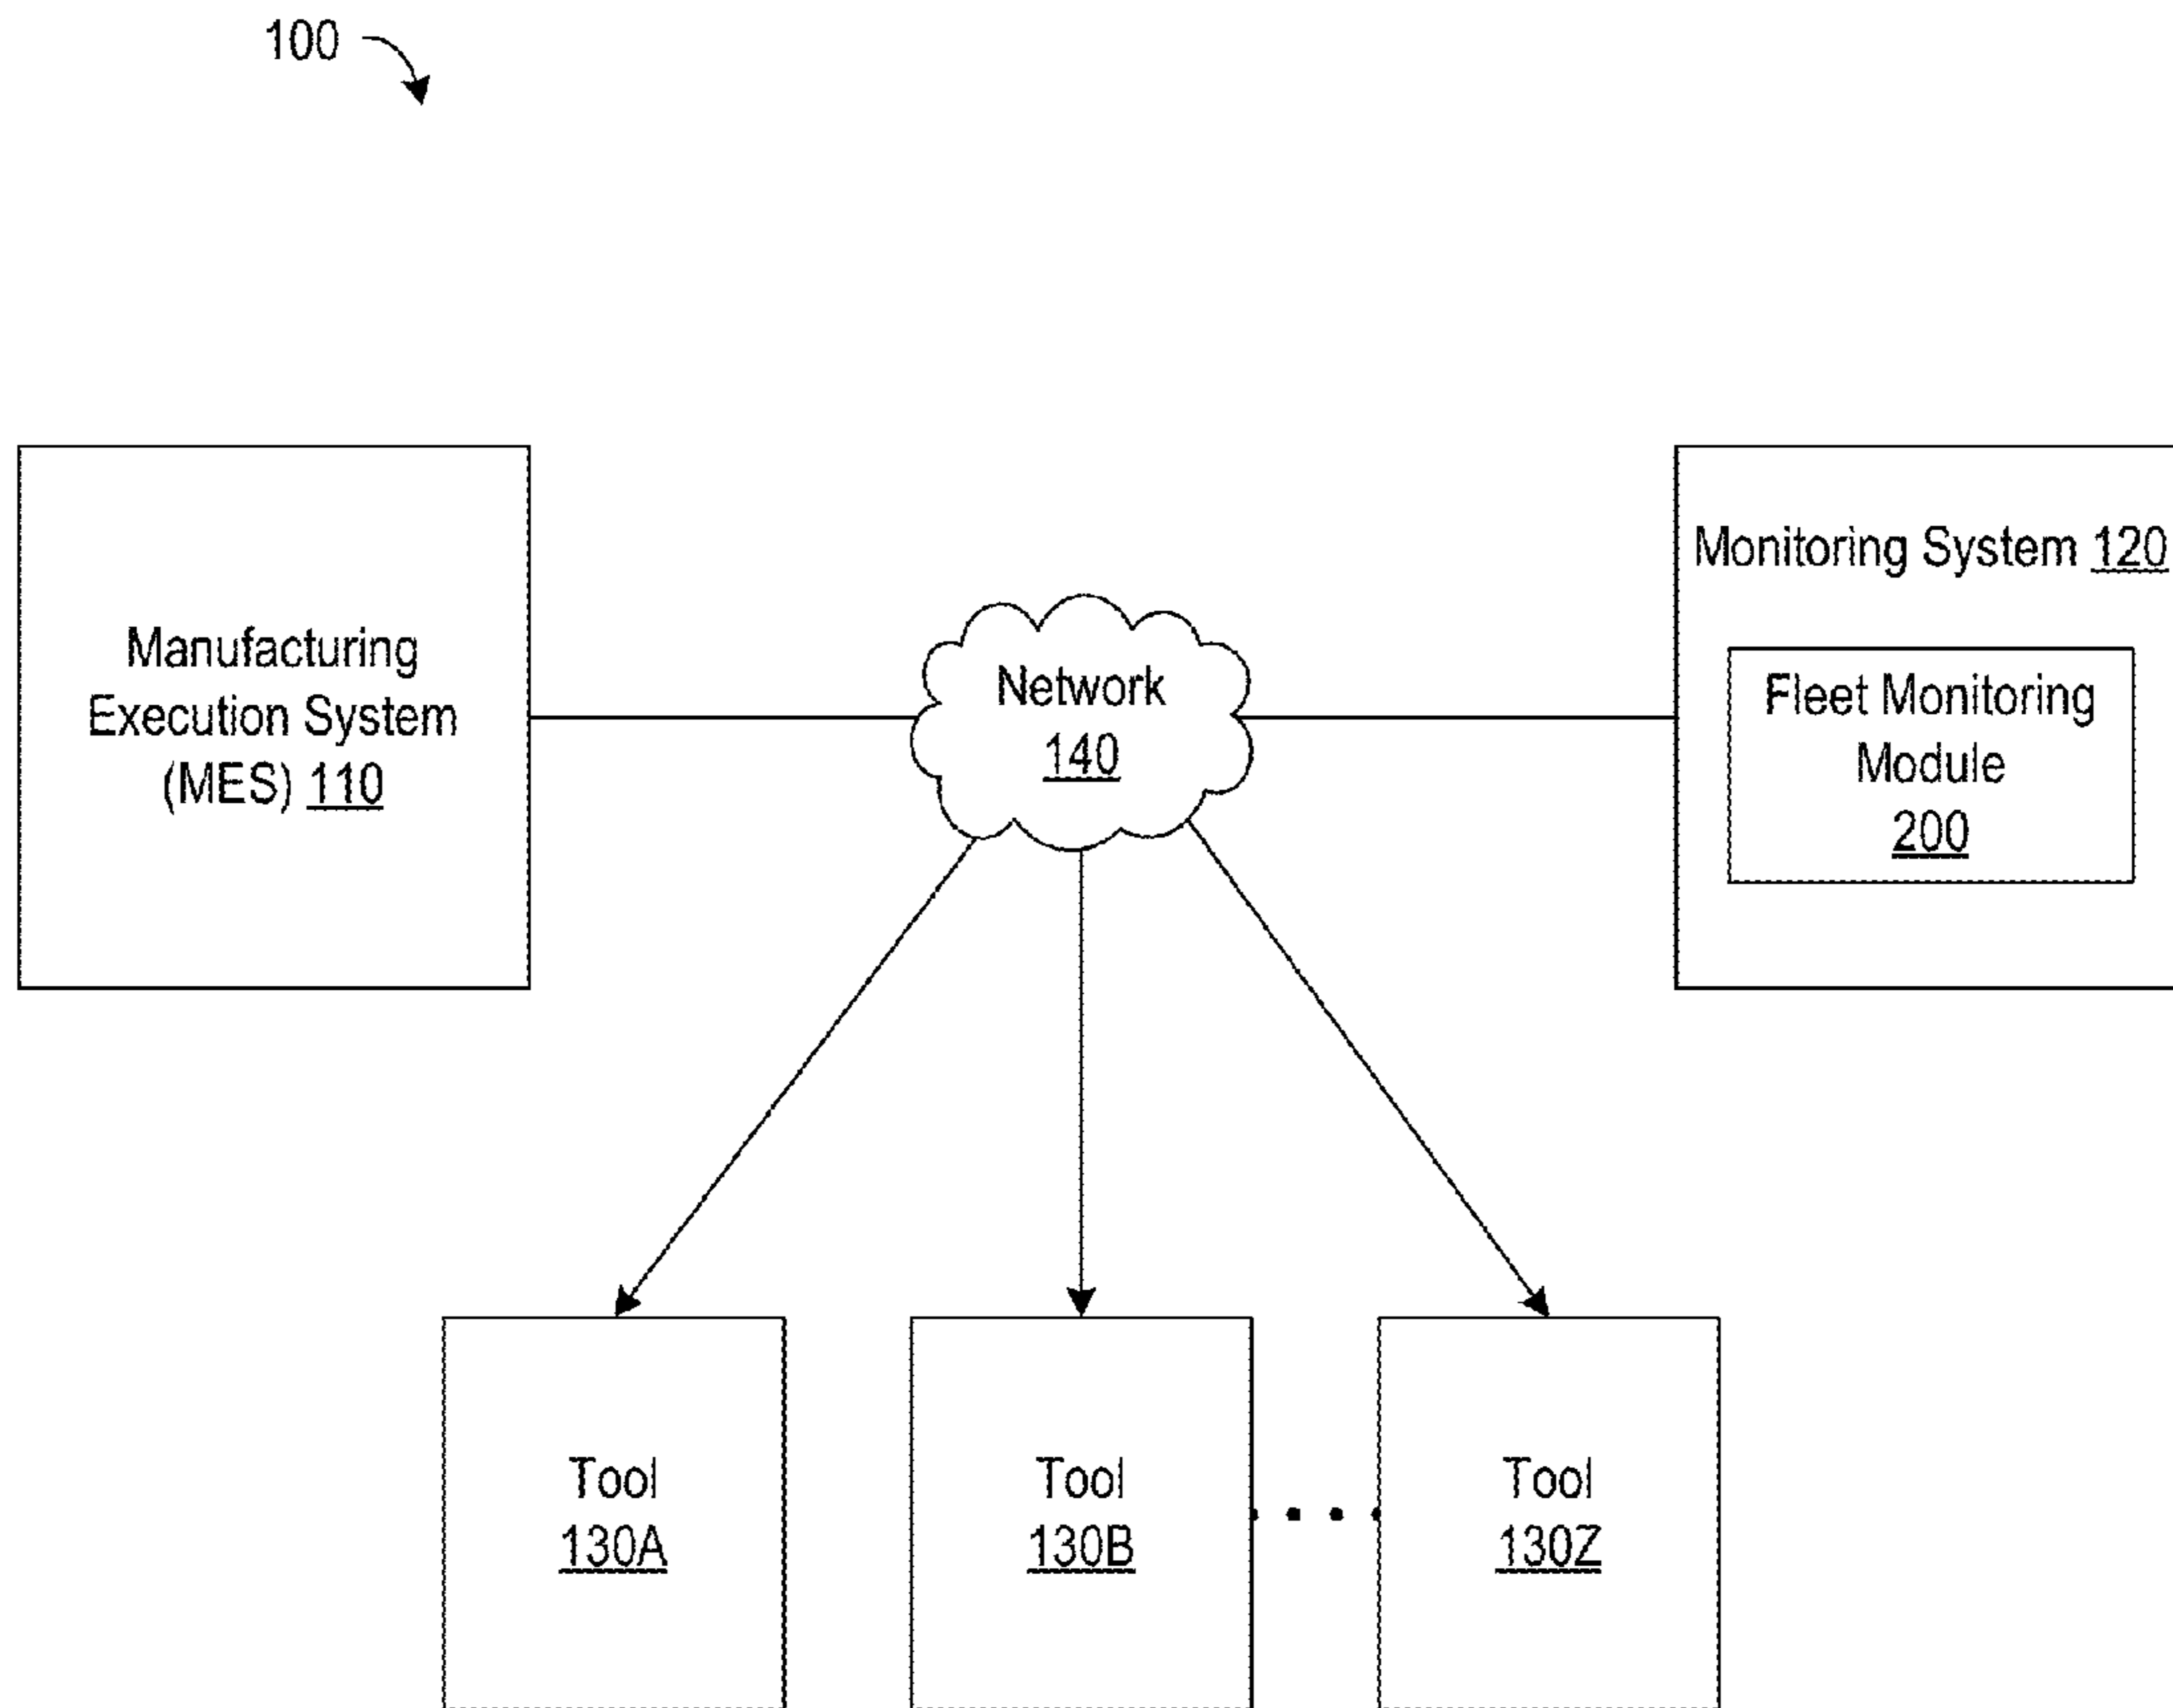 100
Manufacturing
Execution System
(MES) 110
Network
140
Monitoring System 120
Fleet Monitoring
Module
200
Tool
130A
Tool
130B
Tool
130Z